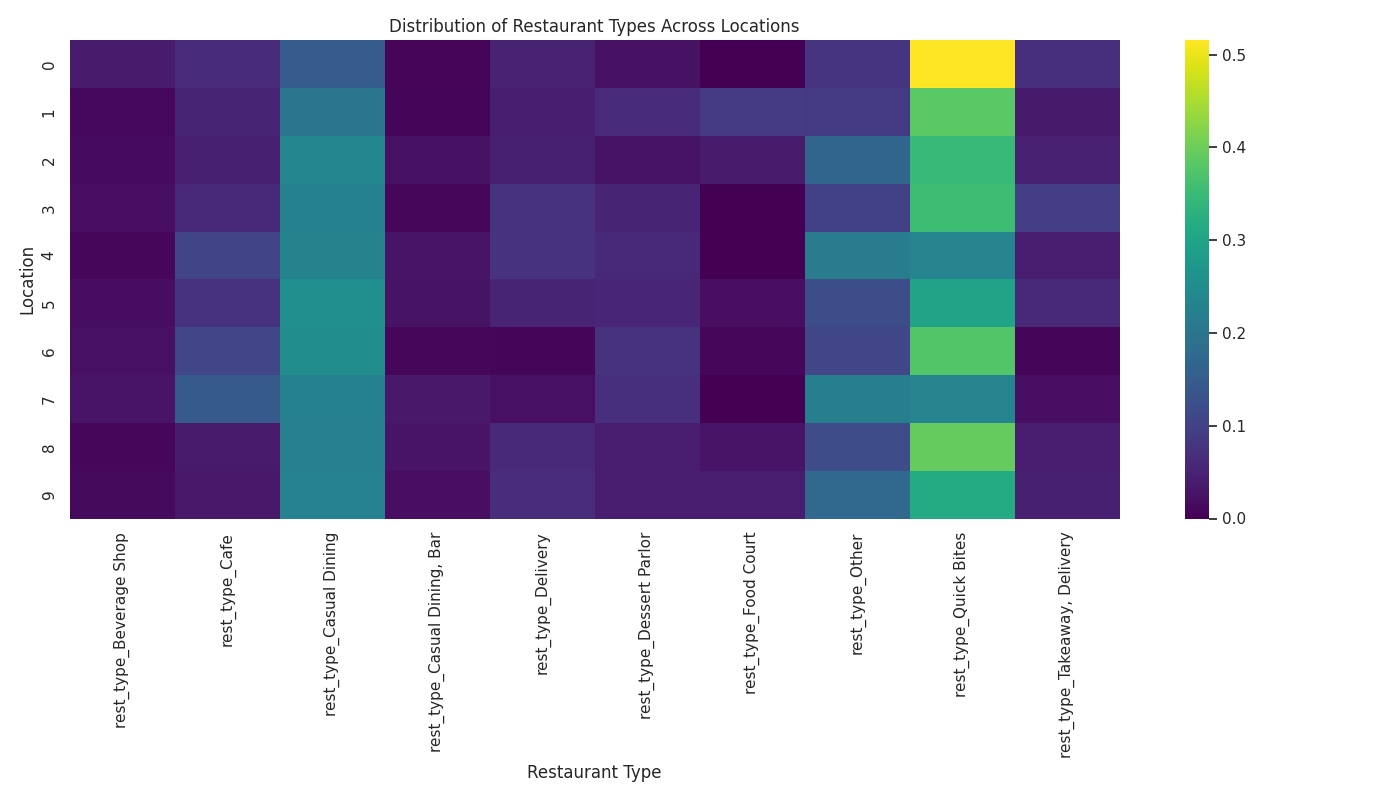 Distribution of Restaurant Types Across Locations
Location
0
1
2
3
4
5
6
7
8
9
rest_type_Beverage Shop
rest_type_Cafe
rest_type_Casual Dining
rest_type_Casual Dining, Bar
rest_type_Delivery
rest_type_Dessert Parlor
rest_type_Food Court
rest_type_Other
rest_type_Quick Bites
rest_type_Takeaway, Delivery
Restaurant Type
0.5
0.4
0.3
0.2
0.1
0.0